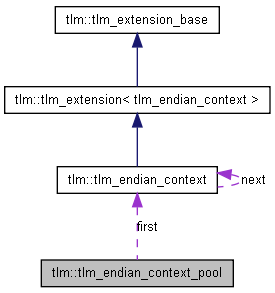 tlm::tlm_extension_base
tlm::tlm_extension< tlm_endian_context >
tlm::tlm_endian_context
next
first
tlm::tlm_endian_context_pool